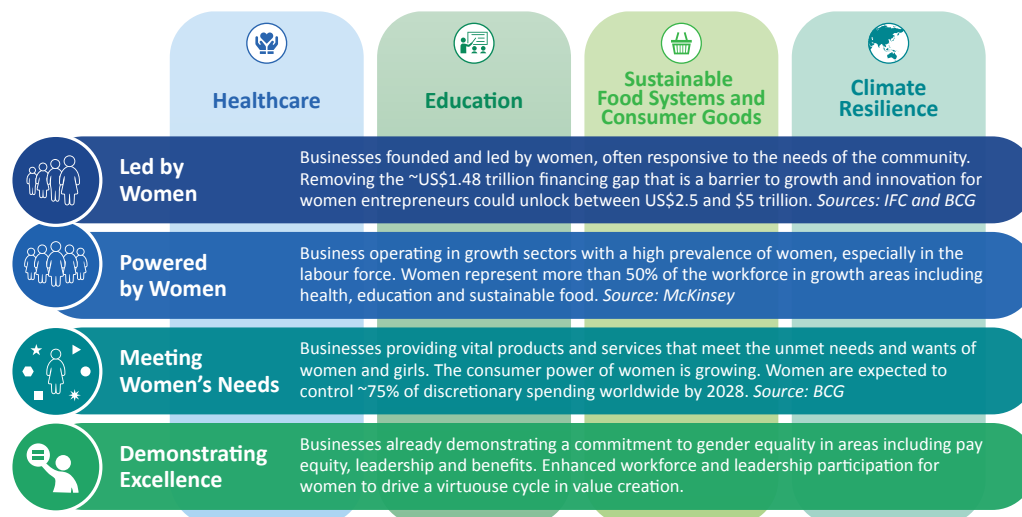 Healthcare
Education
Sustainable
Food Systems and
Consumer Goods
Climate
Resilience
Led by
Women
Businesses founded and led by women, often responsive to the needs of the community.
Removing the ~US$1.48 trillion financing gap that is a barrier to growth and innovation for
women entrepreneurs could unlock between US$2.5 and $5 trillion. Sources: IFC and BCG
Powered
by Women
Business operating in growth sectors with a high prevalence of women, especially in the
labour force. Women represent more than 50% of the workforce in growth areas including
health, education and sustainable food. Source: McKinsey
Meeting
Women's Needs
Businesses providing vital products and services that meet the unmet needs and wants of
women and girls. The consumer power of women is growing. Women are expected to
control ~75% of discretionary spending worldwide by 2028. Source: BCG
Demonstrating
Excellence
Businesses already demonstrating a commitment to gender equality in areas including pay
equity, leadership and benefits. Enhanced workforce and leadership participation for
women to drive a virtuouse cycle in value creation.